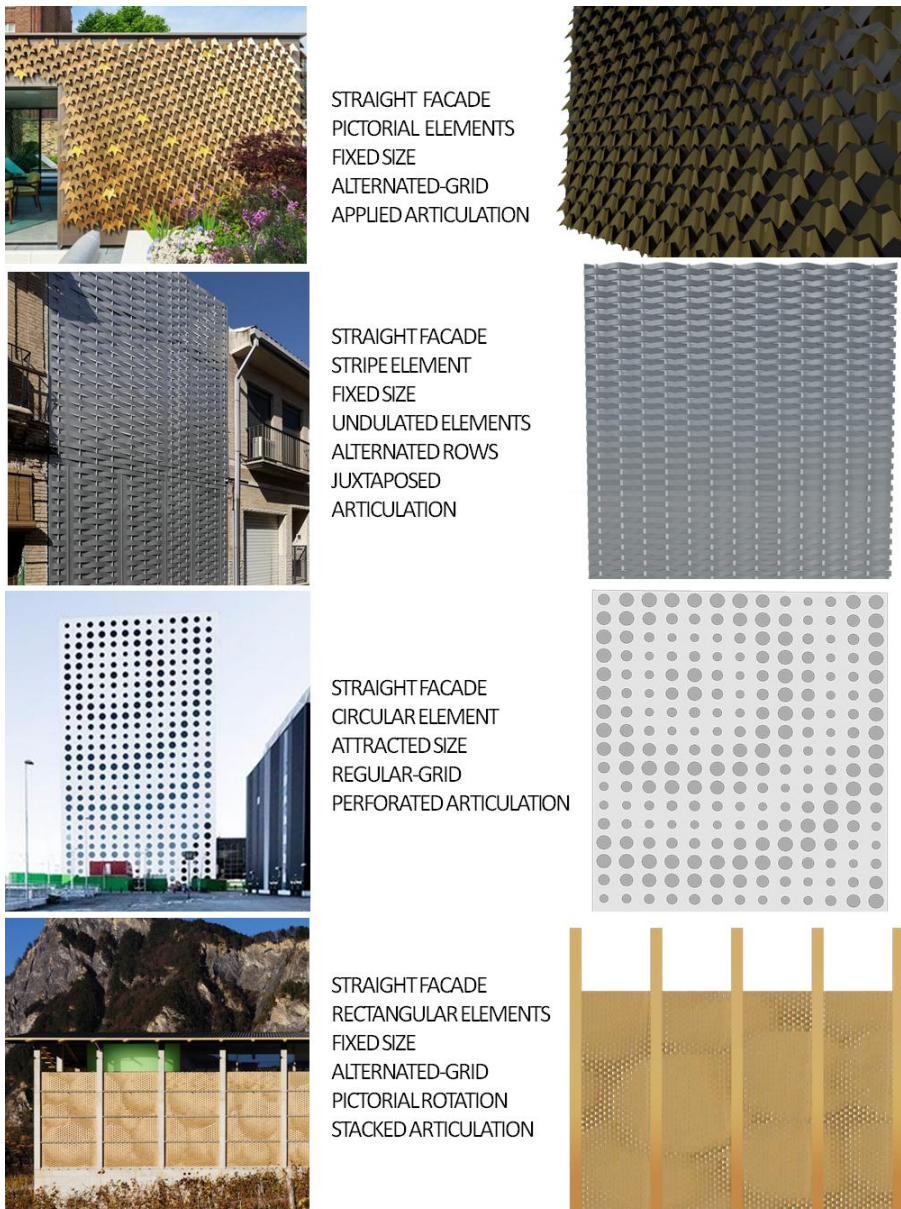 STRAIGHT FACADE
PICTORIAL ELEMENTS
FIXED SIZE
ALTERNATED-GRID
APPLIED ARTICULATION
STRAIGHT FACADE
STRIPE ELEMENT
FIXED SIZE
UNDULATED ELEMENTS
ALTERNATED ROWS
JUXTAPOSED
ARTICULATION
STRAIGHT FACADE
CIRCULAR ELEMENT
ATTRACTED SIZE
REGULAR-GRID
PERFORATED ARTICULATION
STRAIGHT FACADE
RECTANGULAR ELEMENTS
FIXED SIZE
ALTERNATED-GRID
PICTORIAL ROTATION
STACKED ARTICULATION